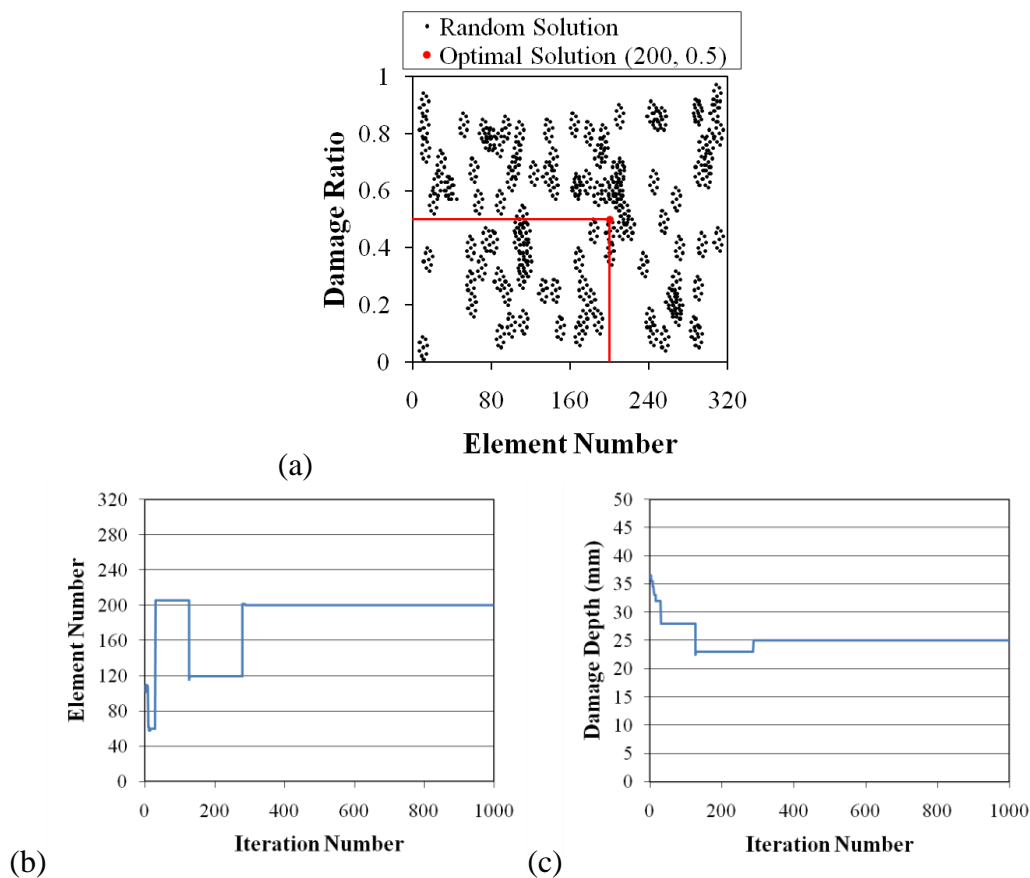 • Random Solution
• Optimal Solution (200, 0.5)
1
0.8
0.6
0.4
0.2
0
Damage Ratio
0 80 160 240 320
Element Number
(a)
320
280
240
200
160
120
80
40
0
Element Number
0 200 400 600 800 1000
Iteration Number
(b)
50
45
40
35
30
25
20
15
10
5
0
Damage Depth (mm)
0 200 400 600 800 1000
Iteration Number
(c)